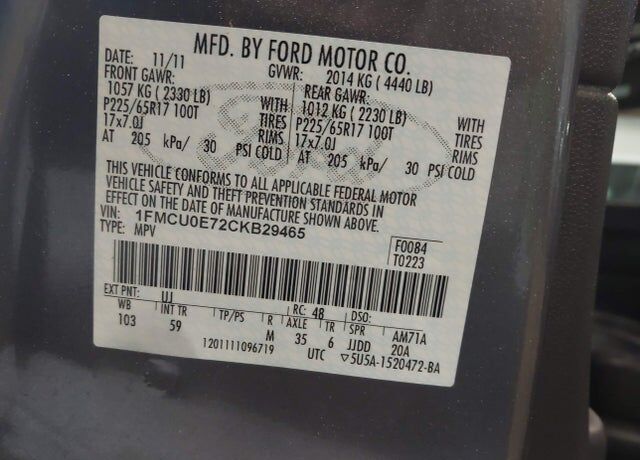 MFD. BY FORD MOTOR CO.
DATE: 11/11 GVWR: 2014 KG ( 4440 LB)
FRONT GAWR: REAR GAWR:
1057 KG ( 2330 LB) WITH 1012 KG ( 2230 LB) WITH
P225/65R17 100T TIRES P225/65R17 100T TIRES
17x7.0J RIMS 17x7.0J RIMS
AT 205 kPa/ 30 PSI COLD AT 205 kPa/ 30 PSI COLD
THIS VEHICLE CONFORMS TO ALL APPLICABLE FEDERAL MOTOR
VEHICLE SAFETY AND THEFT PREVENTION STANDARDS IN
EFFECT ON THE DATE OF MANUFACTURE SHOWN ABOVE.
VIN: 1FMCU0E72CKB29465
TYPE: MPV
F0084
T0223
EXT PNT: UJ RC: 48 DSO:
WB INT TR TP/PS R AXLE TR SPR AM71A
103 59 M 35 6 JJDD 20A
1201111096719 UTC ▽5U5A-1520472-BA